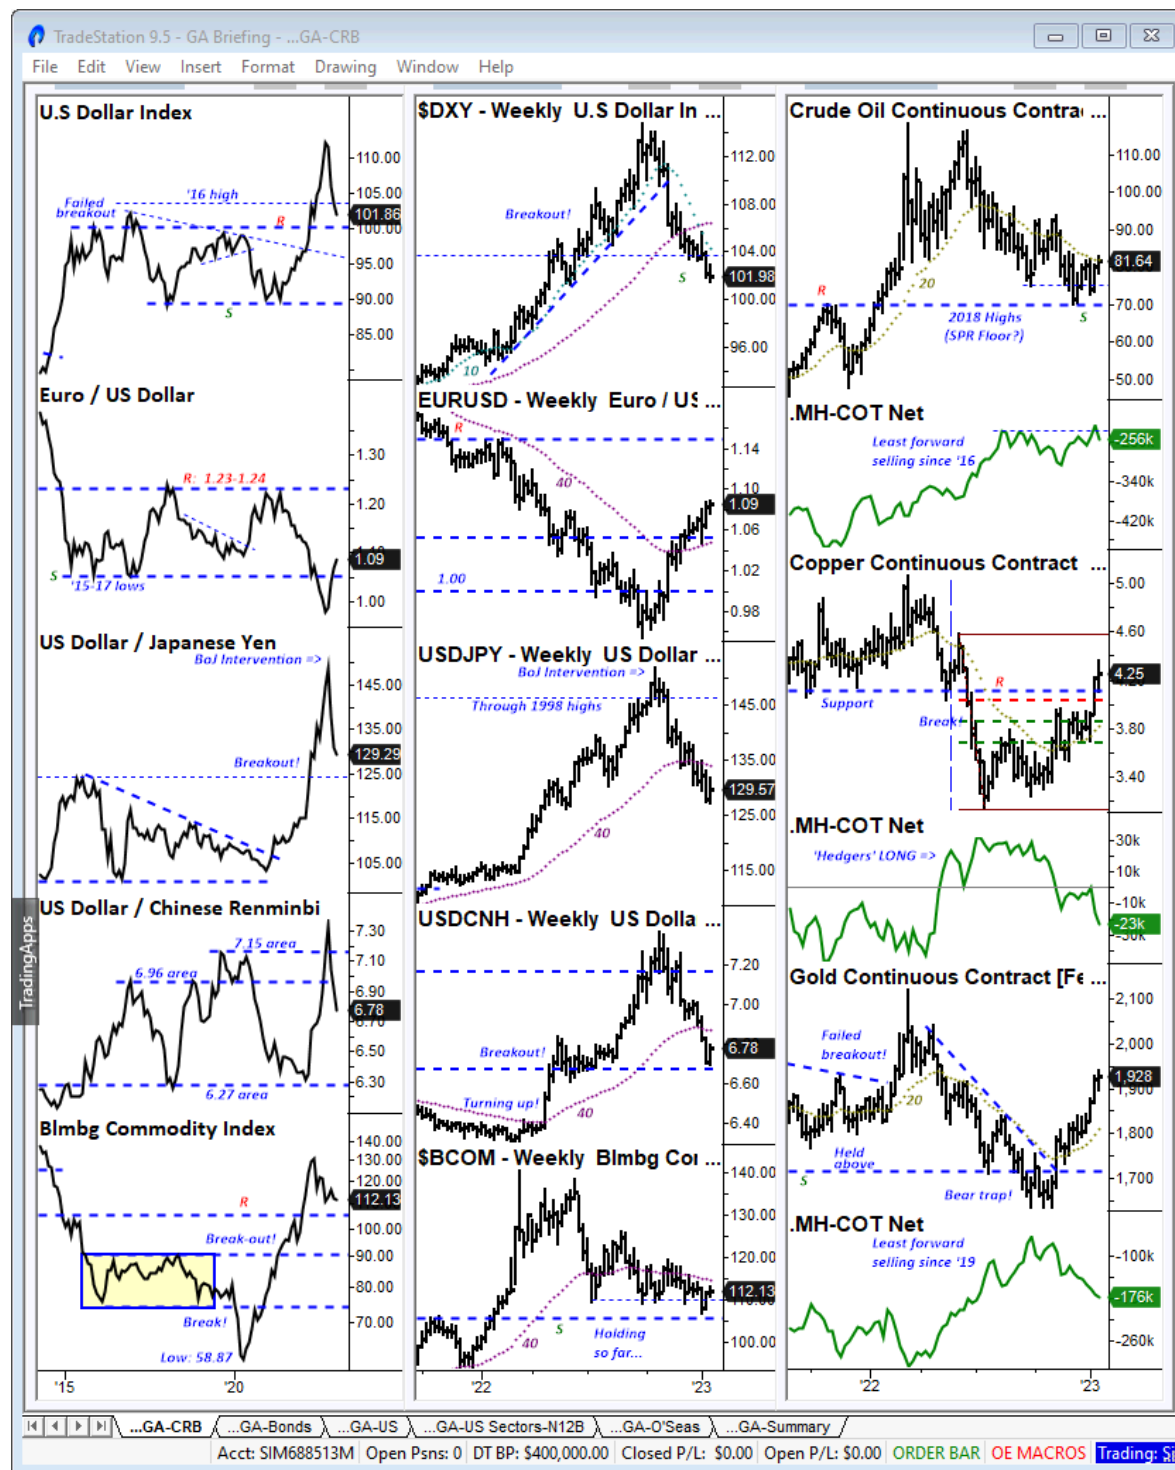 TradeStation 9.5 - GA Briefing - ...GA-CRB
File Edit View Insert Format Drawing Window Help
U.S Dollar Index
'16 high
Failed
breakout
R
S
110.00
105.00
101.86
100.00
95.00
90.00
85.00
Euro / US Dollar
R: 1.23-1.24
S
'15-17 lows
1.30
1.20
1.09
1.00
US Dollar / Japanese Yen
BoJ Intervention =>
Breakout!
145.00
135.00
129.29
125.00
115.00
105.00
US Dollar / Chinese Renminbi
7.15 area
6.96 area
6.27 area
7.30
7.10
6.90
6.78
6.70
6.50
6.30
Blmbg Commodity Index
R
Break-out!
Break!
Low: 58.87
140.00
130.00
120.00
112.13
100.00
90.00
80.00
70.00
'15
'20
$DXY - Weekly U.S Dollar In ...
Breakout!
S
10
112.00
108.00
104.00
101.98
100.00
96.00
EURUSD - Weekly Euro / US ...
R
40
1.00
1.14
1.10
1.09
1.06
1.02
0.98
USDJPY - Weekly US Dollar ...
BoJ Intervention =>
Through 1998 highs
40
145.00
135.00
129.57
125.00
115.00
USDCNH - Weekly US Dolla ...
Breakout!
Turning up!
40
7.20
7.00
6.78
6.60
6.40
$BCOM - Weekly Blmbg Cor ...
S
40
Holding
so far...
140.00
130.00
120.00
112.13
110.00
100.00
'22
'23
Crude Oil Continuous Contra ...
R
20
2018 Highs
(SPR Floor?)
S
110.00
100.00
90.00
81.64
70.00
60.00
50.00
.MH-COT Net
Least forward
selling since '16
-256k
-340k
-420k
Copper Continuous Contract ...
R
Support
Break!
5.00
4.60
4.25
3.80
3.40
.MH-COT Net
'Hedgers' LONG =>
30k
10k
-10k
-23k
-30k
Gold Continuous Contract [Fe ...
Failed
breakout!
20
Held
above
S
Bear trap!
2,100
2,000
1,928
1,900
1,800
1,700
.MH-COT Net
Least forward
selling since '19
-100k
-176k
-260k
'22
'23
TradingApps
...GA-CRB ...GA-Bonds ...GA-US ...GA-US Sectors-N12B ...GA-O'Seas ...GA-Summary
Acct: SIM688513M Open Psns: 0 DT BP: $400,000.00 Closed P/L: $0.00 Open P/L: $0.00 ORDER BAR OE MACROS Trading: Si